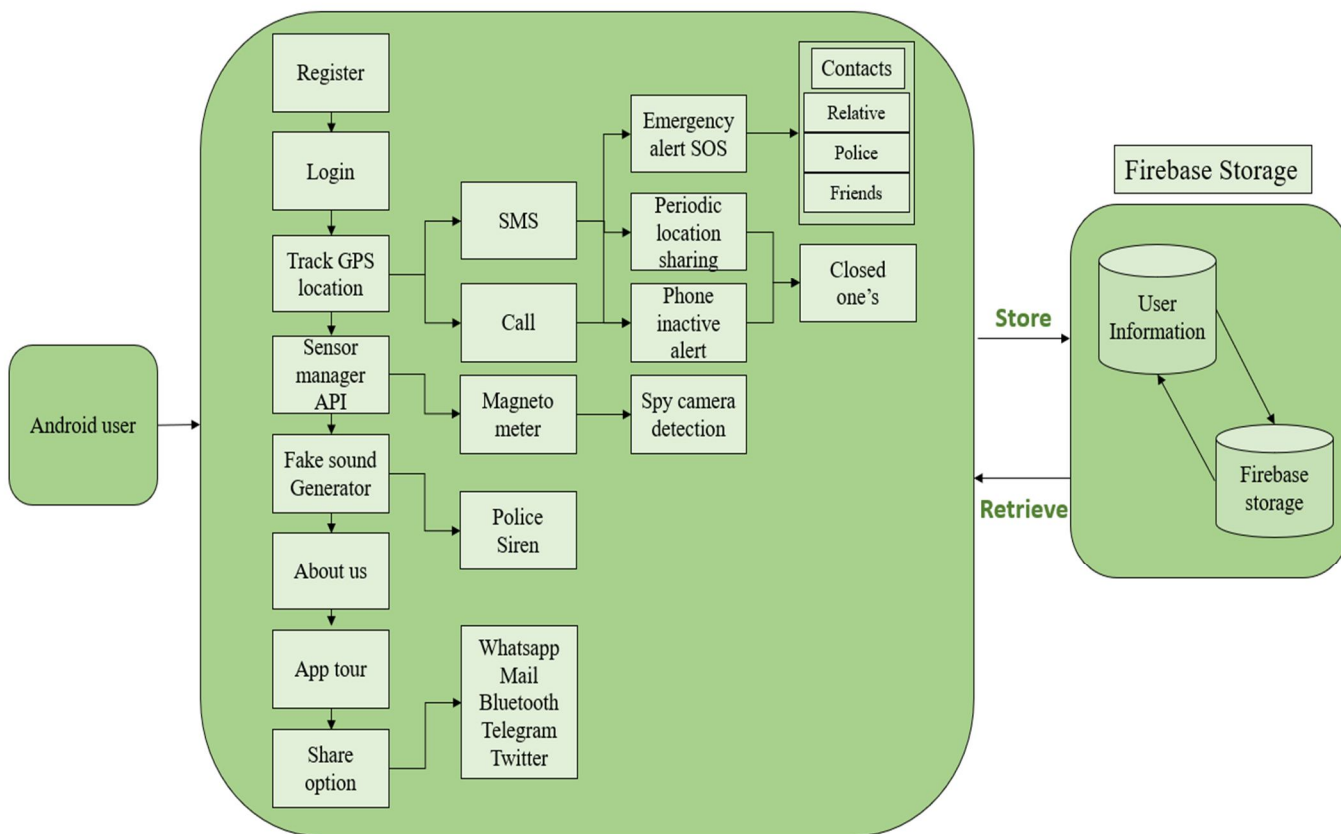 Android user
Register
Login
Track GPS
location
Sensor
manager
API
Fake sound
Generator
About us
App tour
Share
option
SMS
Call
Magneto
meter
Police
Siren
Whatsapp
Mail
Bluetooth
Telegram
Twitter
Emergency
alert SOS
Periodic
location
sharing
Phone
inactive
alert
Spy camera
detection
Contacts
Relative
Police
Friends
Closed
one’s
Store
Retrieve
Firebase Storage
User
Information
Firebase
storage